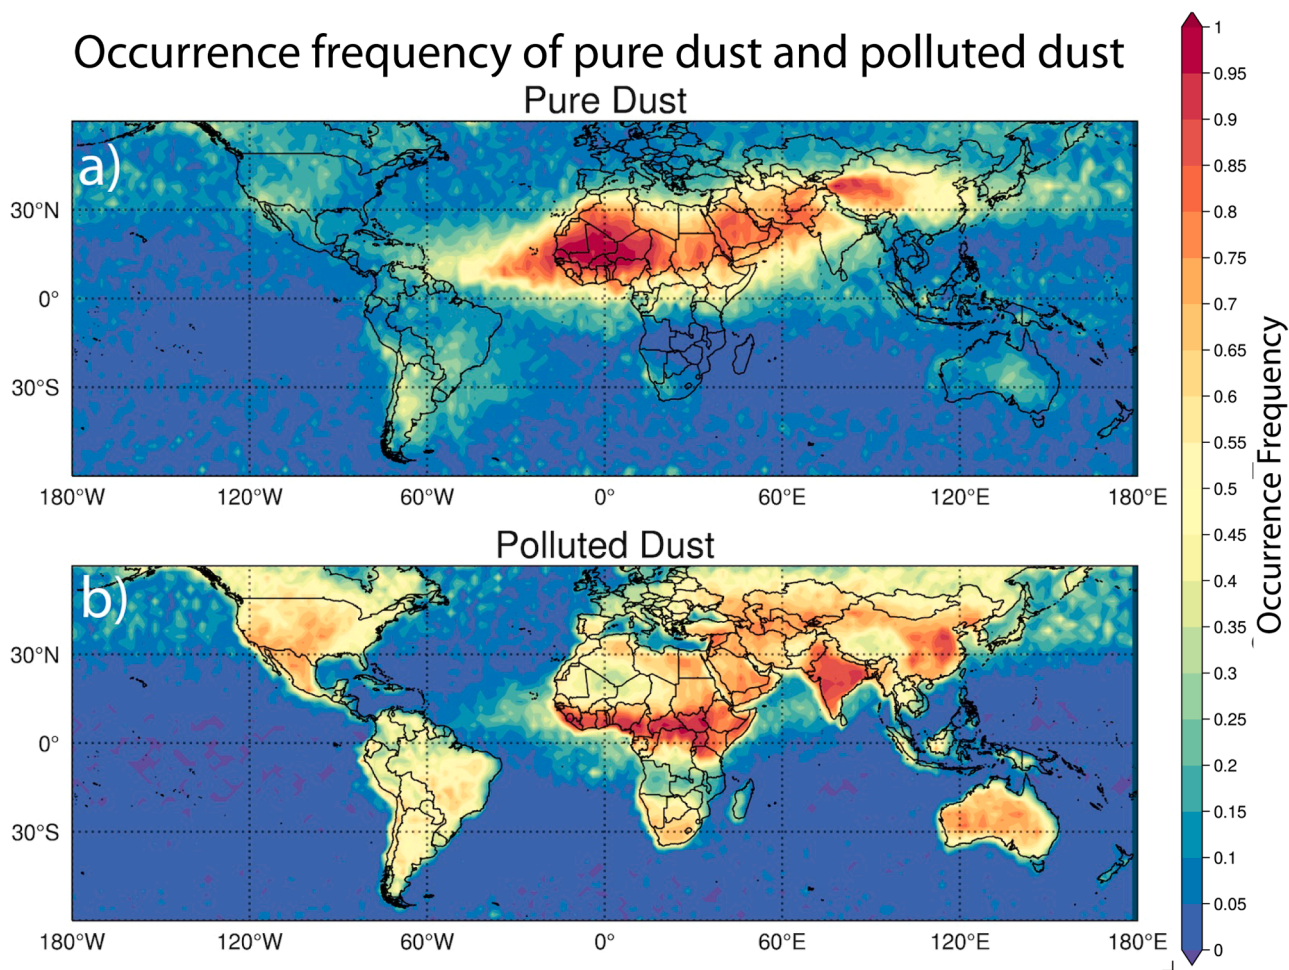 Occurrence frequency of pure dust and polluted dust
Pure Dust
a)
30°N
0°
30°S
180°W 120°W 60°W 0° 60°E 120°E 180°E
Polluted Dust
b)
30°N
0°
30°S
180°W 120°W 60°W 0° 60°E 120°E 180°E
1
0.95
0.9
0.85
0.8
0.75
0.7
0.65
0.6
0.55
0.5
0.45
0.4
0.35
0.3
0.25
0.2
0.15
0.1
0.05
0
Occurrence Frequency